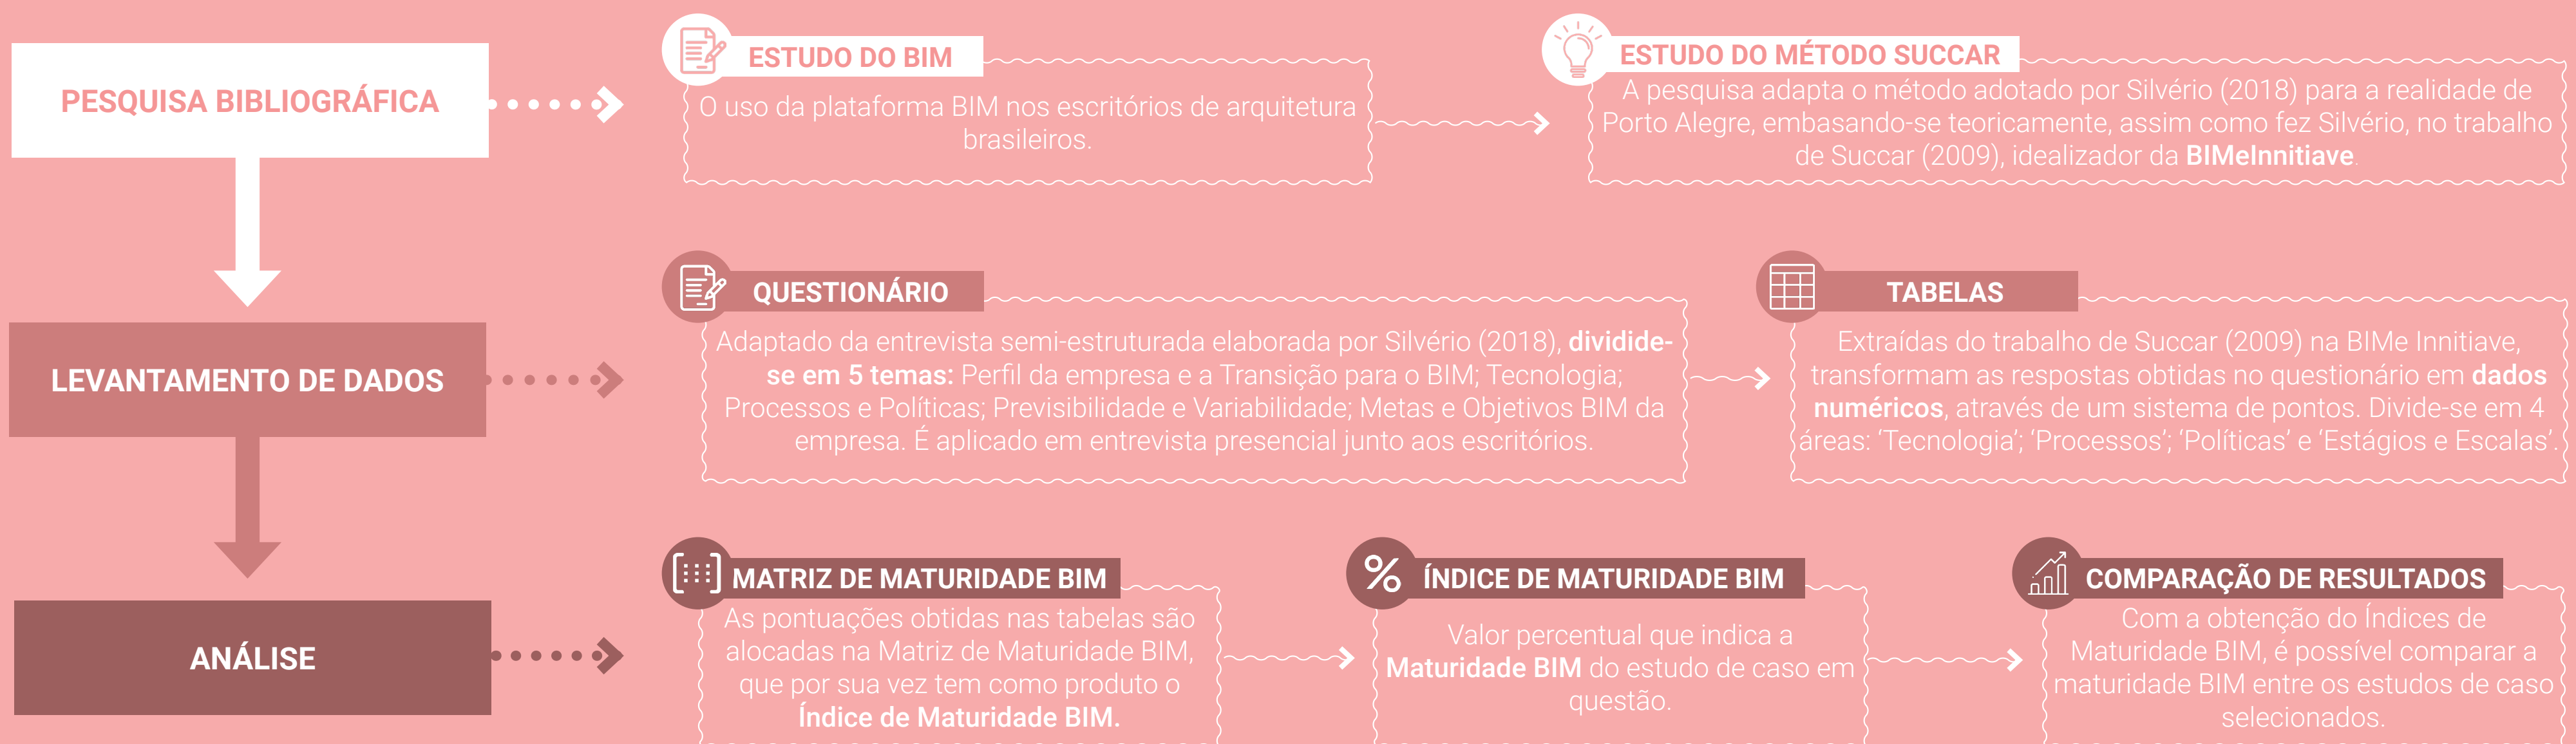 PESQUISA BIBLIOGRÁFICA
ESTUDO DO BIM
O uso da plataforma BIM nos escritórios de arquitetura
brasileiros.
ESTUDO DO MÉTODO SUCCAR
A pesquisa adapta o método adotado por Silvério (2018) para a realidade de
Porto Alegre, embasando-se teoricamente, assim como fez Silvério, no trabalho
de Succar (2009), idealizador da BIMeInnitiave.
LEVANTAMENTO DE DADOS
QUESTIONÁRIO
Adaptado da entrevista semi-estruturada elaborada por Silvério (2018), dividide-
se em 5 temas: Perfil da empresa e a Transição para o BIM; Tecnologia;
Processos e Políticas; Previsibilidade e Variabilidade; Metas e Objetivos BIM da
empresa. É aplicado em entrevista presencial junto aos escritórios.
TABELAS
Extraídas do trabalho de Succar (2009) na BIMe Innitiave,
transformam as respostas obtidas no questionário em dados
numéricos, através de um sistema de pontos. Divide-se em 4
áreas: ‘Tecnologia’; ‘Processos’; ‘Políticas’ e ‘Estágios e Escalas’.
ANÁLISE
MATRIZ DE MATURIDADE BIM
As pontuações obtidas nas tabelas são
alocadas na Matriz de Maturidade BIM,
que por sua vez tem como produto o
Índice de Maturidade BIM.
%
ÍNDICE DE MATURIDADE BIM
Valor percentual que indica a
Maturidade BIM do estudo de caso em
questão.
COMPARAÇÃO DE RESULTADOS
Com a obtenção do Índices de
Maturidade BIM, é possível comparar a
maturidade BIM entre os estudos de caso
selecionados.